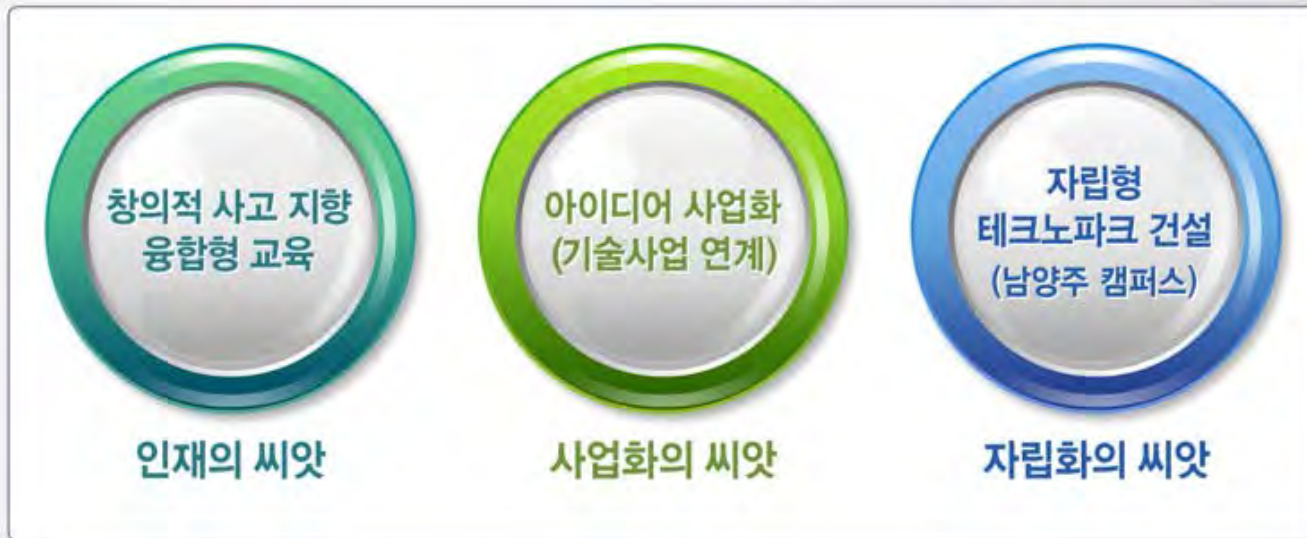 창의적 사고 지향
융합형 교육
인재의 씨앗
아이디어 사업화
(기술사업 연계)
사업화의 씨앗
자립형
테크노파크 건설
(남양주 캠퍼스)
자립화의 씨앗